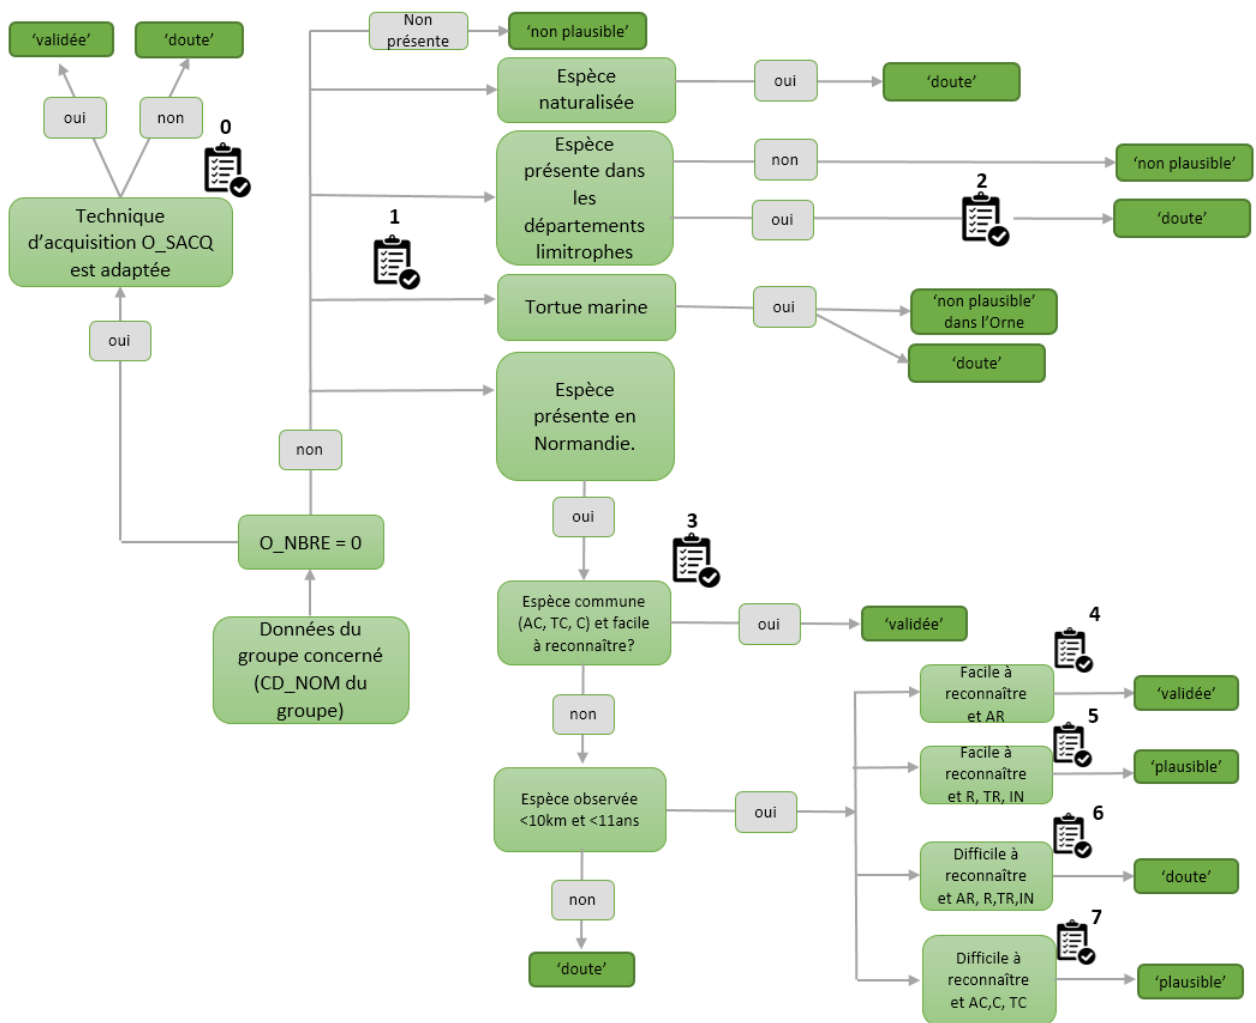 Non
présente
‘non plausible’
‘validée’
‘doute’
Espèce
naturalisée
oui
‘doute’
oui
non
0
Espèce
présente dans
les
départements
limitrophes
non
‘non plausible’
2
oui
‘doute’
Technique
d’acquisition O_SACQ
est adaptée
1
Tortue marine
oui
‘non plausible’
dans l’Orne
‘doute’
oui
Espèce
présente en
Normandie.
non
oui
O_NBRE = 0
3
Espèce commune
(AC, TC, C) et facile
à reconnaître?
oui
‘validée’
4
Données du
groupe concerné
(CD_NOM du
groupe)
Facile à
reconnaître
et AR
‘validée’
non
5
Facile à
reconnaître
et R, TR, IN
‘plausible’
Espèce observée
<10km et <11ans
oui
6
Difficile à
reconnaître
et AR, R,TR,IN
‘doute’
non
7
Difficile à
reconnaître
et AC,C, TC
‘plausible’
‘doute’